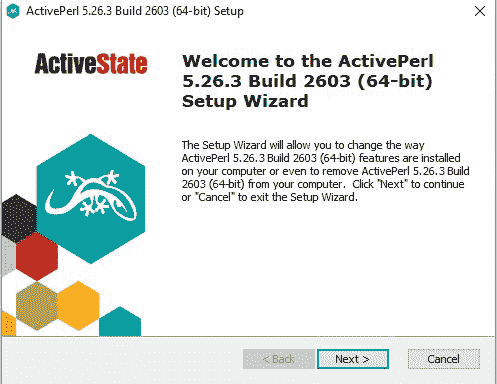 ActivePerl 5.26.3 Build 2603 (64-bit) Setup
ActiveState
Welcome to the ActivePerl
5.26.3 Build 2603 (64-bit)
Setup Wizard
The Setup Wizard will allow you to change the way
ActivePerl 5.26.3 Build 2603 (64-bit) features are installed
on your computer or even to remove ActivePerl 5.26.3 Build
2603 (64-bit) from your computer. Click "Next" to continue
or "Cancel" to exit the Setup Wizard.
< Back
Next >
Cancel